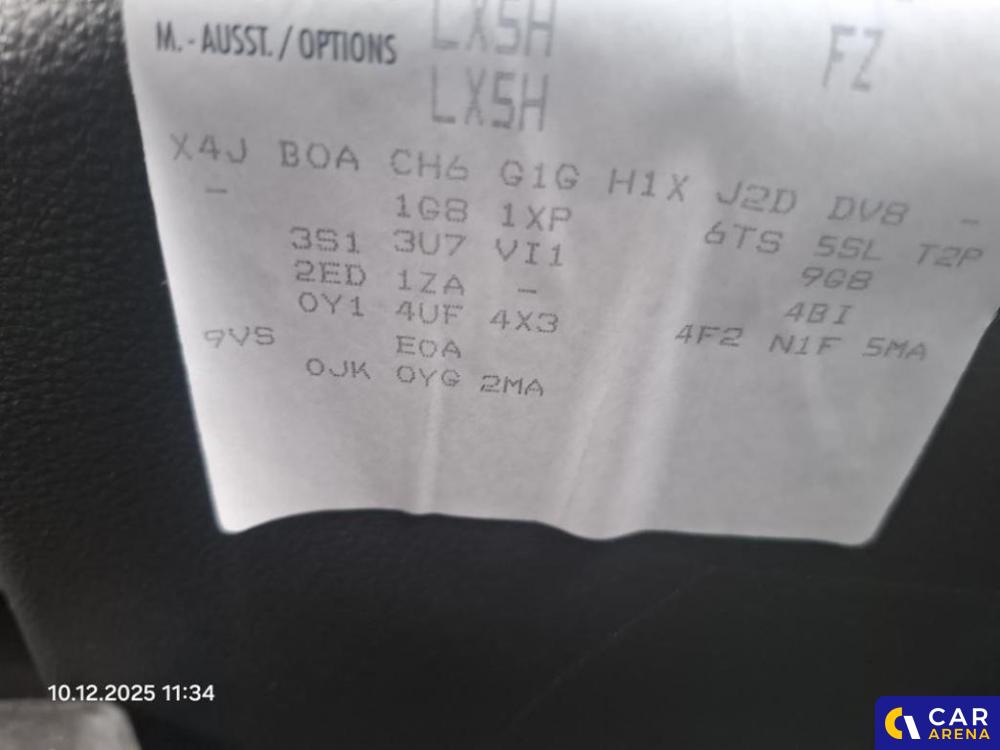 LX5H FZ
M.-AUSST./OPTIONS
LX5H
X4J B0A CH6 G1G H1X J2D DV8 -
- 1G8 1XP 6TS 5SL T2P
3S1 3U7 VI1 9G8
2ED 1ZA - 4BI
0Y1 4UF 4X3 4F2 N1F 5MA
9VS E0A
0JK 0YG 2MA
10.12.2025 11:34
CAR
ARENA